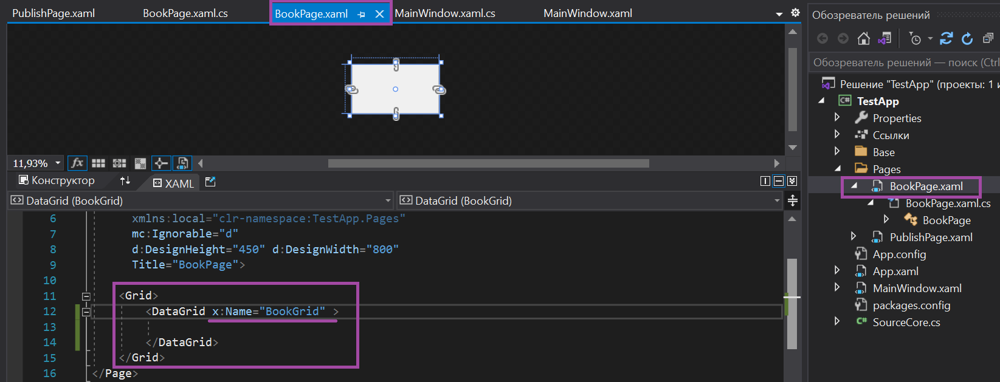 PublishPage.xaml BookPage.xaml.cs BookPage.xaml MainWindow.xaml.cs MainWindow.xaml
11,93%
Конструктор XAML
DataGrid (BookGrid) DataGrid (BookGrid)
6 xmlns:local="clr-namespace:TestApp.Pages"
7 mc:Ignorable="d"
8 d:DesignHeight="450" d:DesignWidth="800"
9 Title="BookPage">
10
11 <Grid>
12 <DataGrid x:Name="BookGrid" >
13
14 </DataGrid>
15 </Grid>
16 </Page>
Обозреватель решений
Обозреватель решений — поиск (Ctrl
Решение "TestApp" (проекты: 1 и
C# TestApp
Properties
Ссылки
Base
Pages
BookPage.xaml
BookPage.xaml.cs
BookPage
PublishPage.xaml
App.config
App.xaml
MainWindow.xaml
packages.config
C# SourceCore.cs